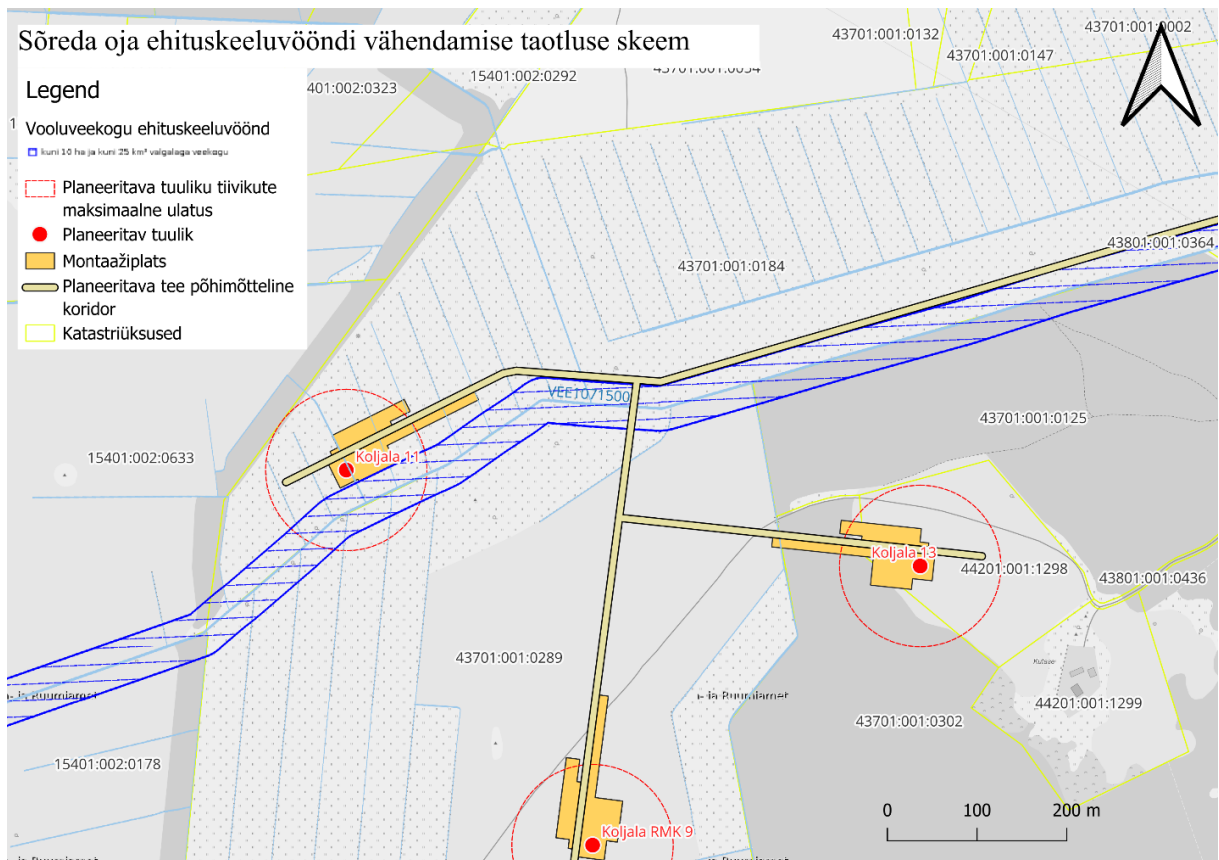 Sõreda oja ehituskeeluvööndi vähendamise taotluse skeem
Legend
Vooluveekogu ehituskeeluvöönd
kuni 10 ha ja kuni 25 km² valgalaga veekogu
Planeeritava tuuliku tiivikute
maksimaalne ulatus
Planeeritav tuulik
Montaažiplats
Planeeritava tee põhimõtteline
koridor
Katastriüksused
43701:001:0132
43701:001:0002
43701:001:0147
15401:002:0292
401:002:0323
43801:001:0364
43701:001:0184
VEE1071500
43701:001:0125
Koljala 11
15401:002:0633
Koljala 13
44201:001:1298
43801:001:0436
43701:001:0289
Kutsue
44201:001:1299
43701:001:0302
15401:002:0178
Koljala RMK 9
0 100 200 m